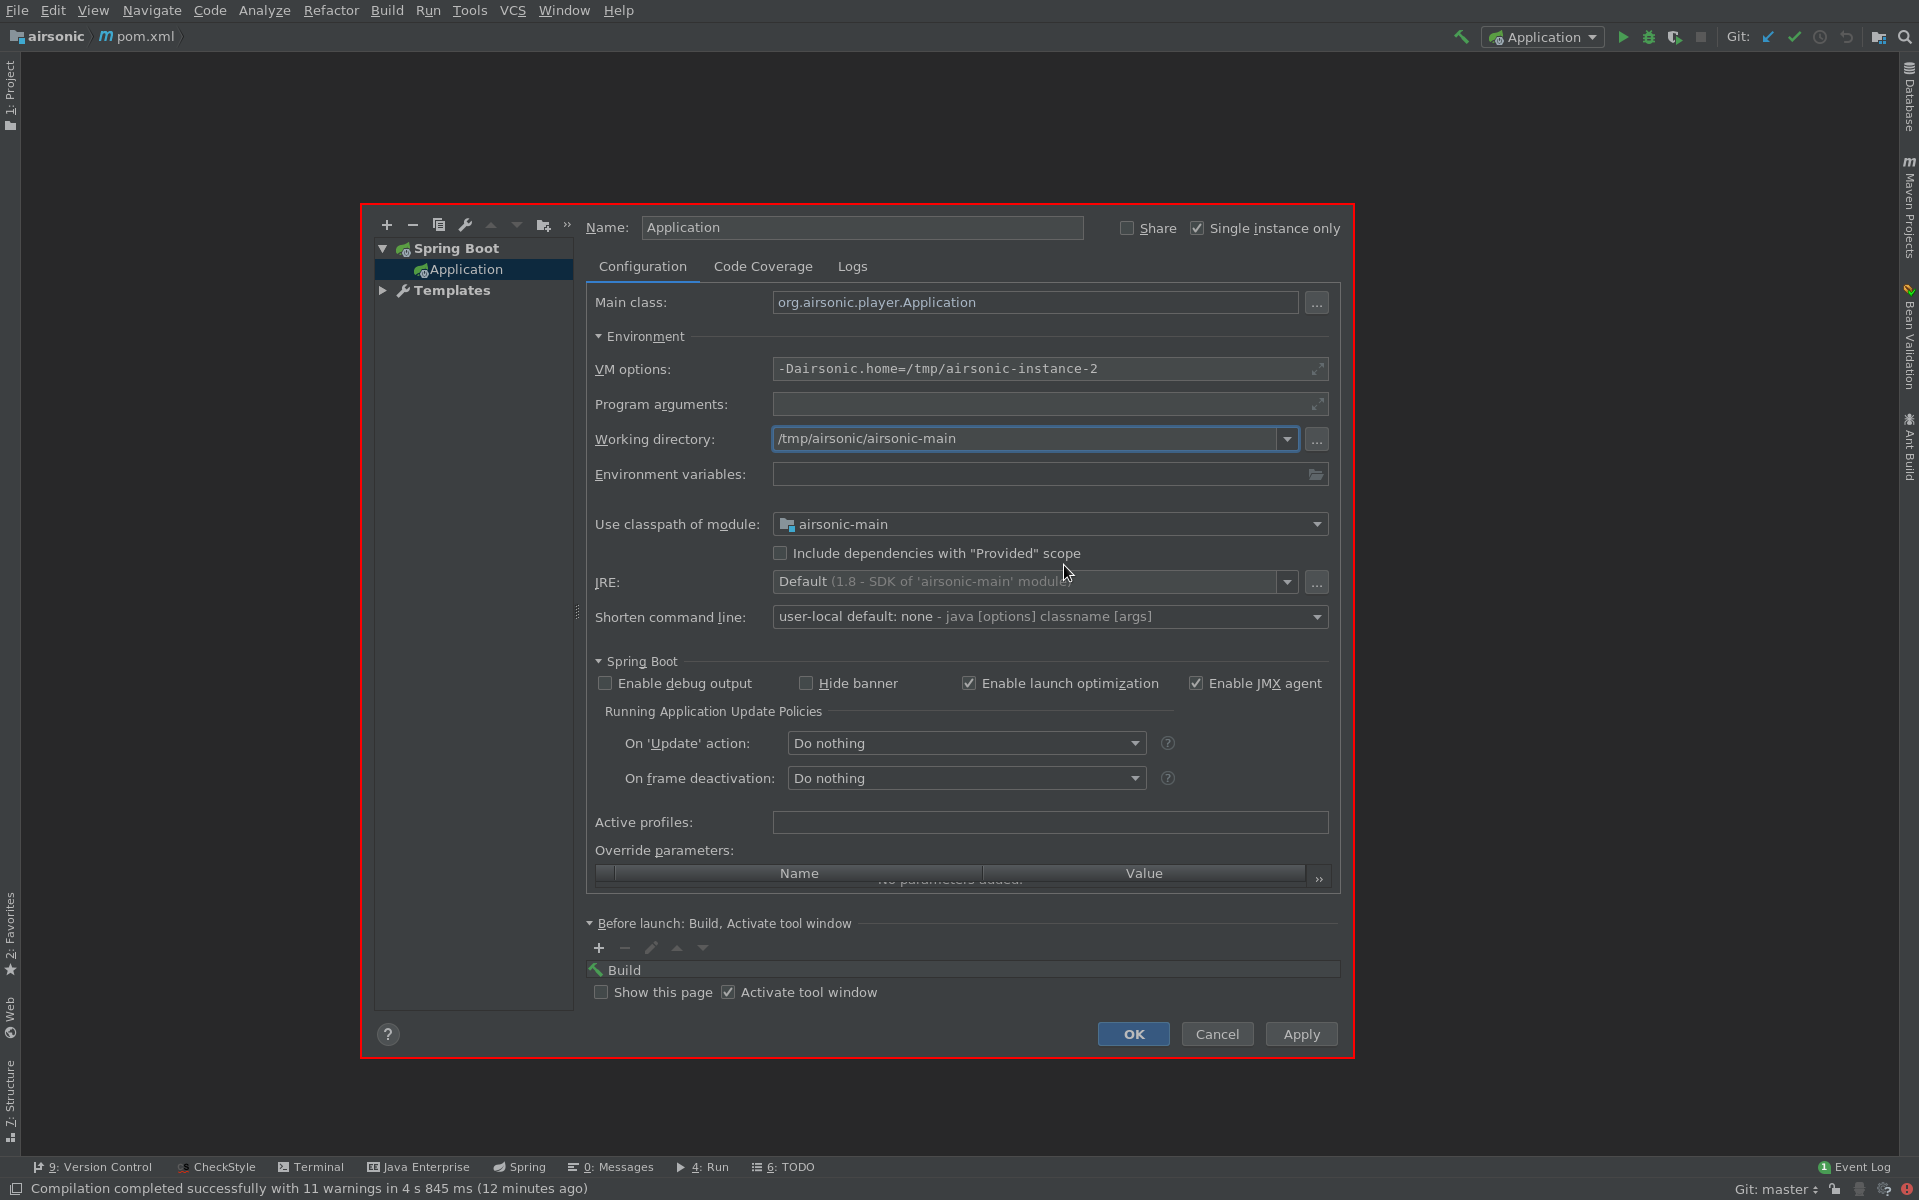 File Edit View Navigate Code Analyze Refactor Build Run Tools VCS Window Help
airsonic pom.xml Application Git:
1: Project
Database
Maven Projects
Bean Validation
Ant Build
Name: Application Share Single instance only
Spring Boot
Application
Templates
Configuration Code Coverage Logs
Main class: org.airsonic.player.Application ...
Environment
VM options: -Dairsonic.home=/tmp/airsonic-instance-2
Program arguments:
Working directory: /tmp/airsonic/airsonic-main ...
Environment variables:
Use classpath of module: airsonic-main
Include dependencies with "Provided" scope
JRE: Default (1.8 - SDK of 'airsonic-main' module) ...
Shorten command line: user-local default: none - java [options] classname [args]
Spring Boot
Enable debug output Hide banner Enable launch optimization Enable JMX agent
Running Application Update Policies
On 'Update' action: Do nothing ?
On frame deactivation: Do nothing ?
Active profiles:
Override parameters:
Name Value
No parameters added.
Before launch: Build, Activate tool window
Build
Show this page Activate tool window
? OK Cancel Apply
2: Favorites
Web
7: Structure
9: Version Control CheckStyle Terminal Java Enterprise Spring 0: Messages 4: Run 6: TODO 1 Event Log
Compilation completed successfully with 11 warnings in 4 s 845 ms (12 minutes ago) Git: master